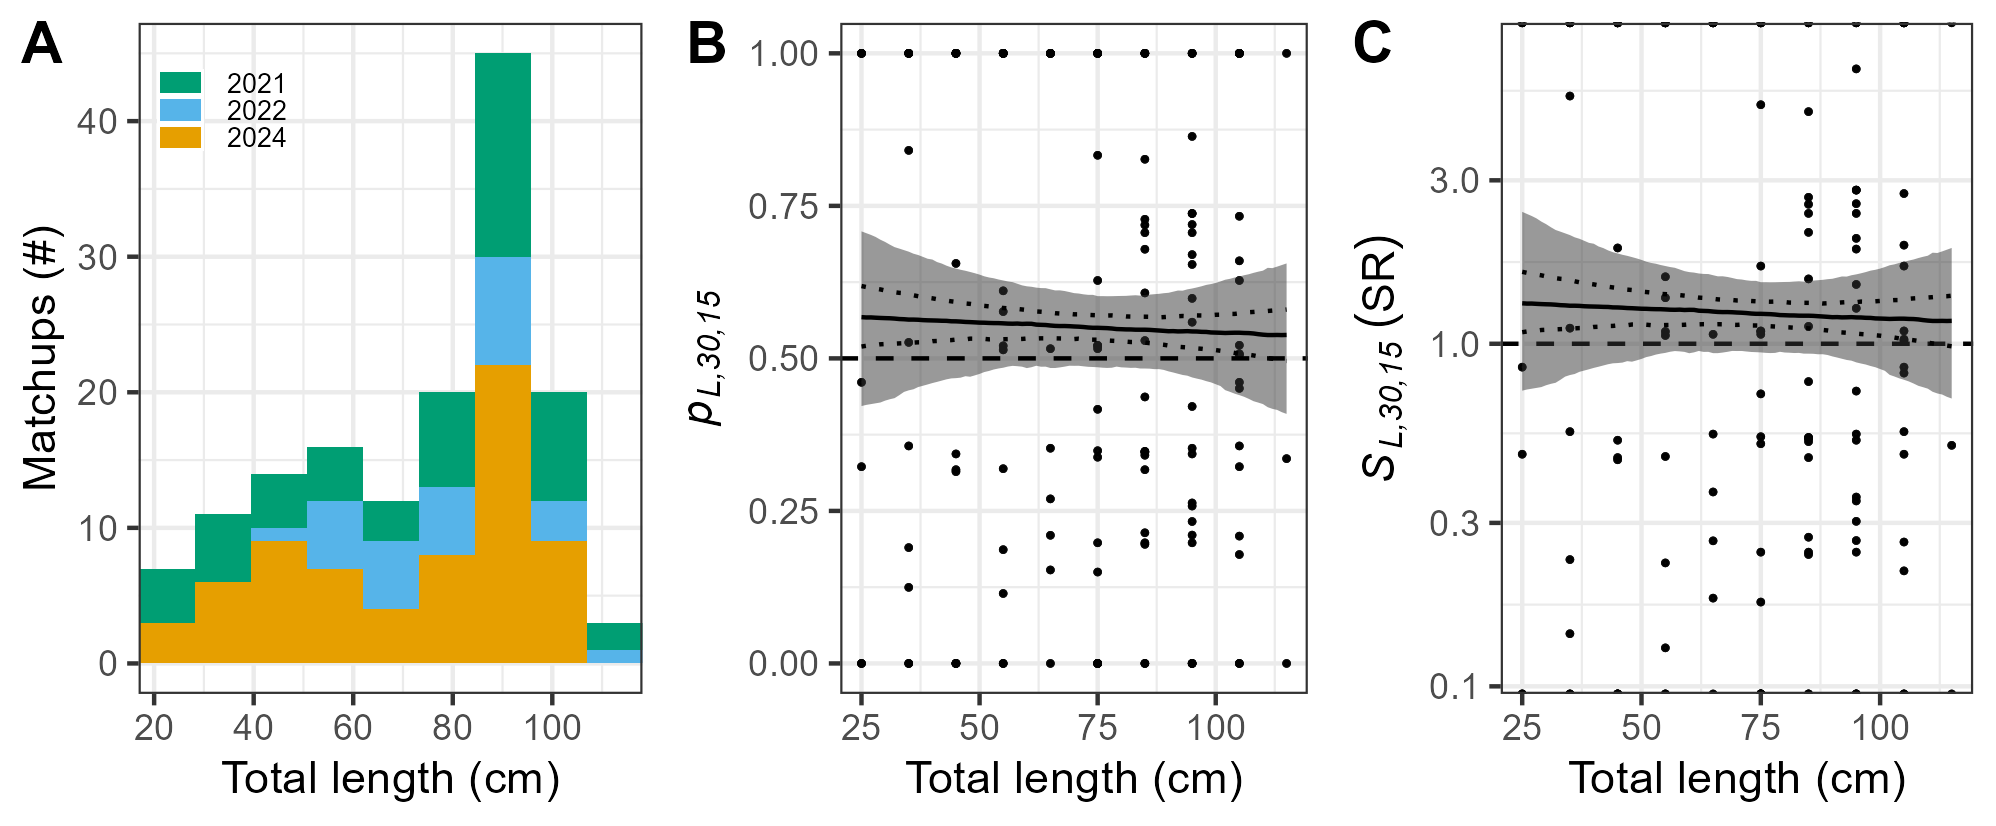 A
2021
2022
2024
40
30
20
10
0
Matchups (#)
20 40 60 80 100
Total length (cm)
B
1.00
0.75
0.50
0.25
0.00
pL,30,15
25 50 75 100
Total length (cm)
C
3.0
1.0
0.3
0.1
SL,30,15 (SR)
25 50 75 100
Total length (cm)